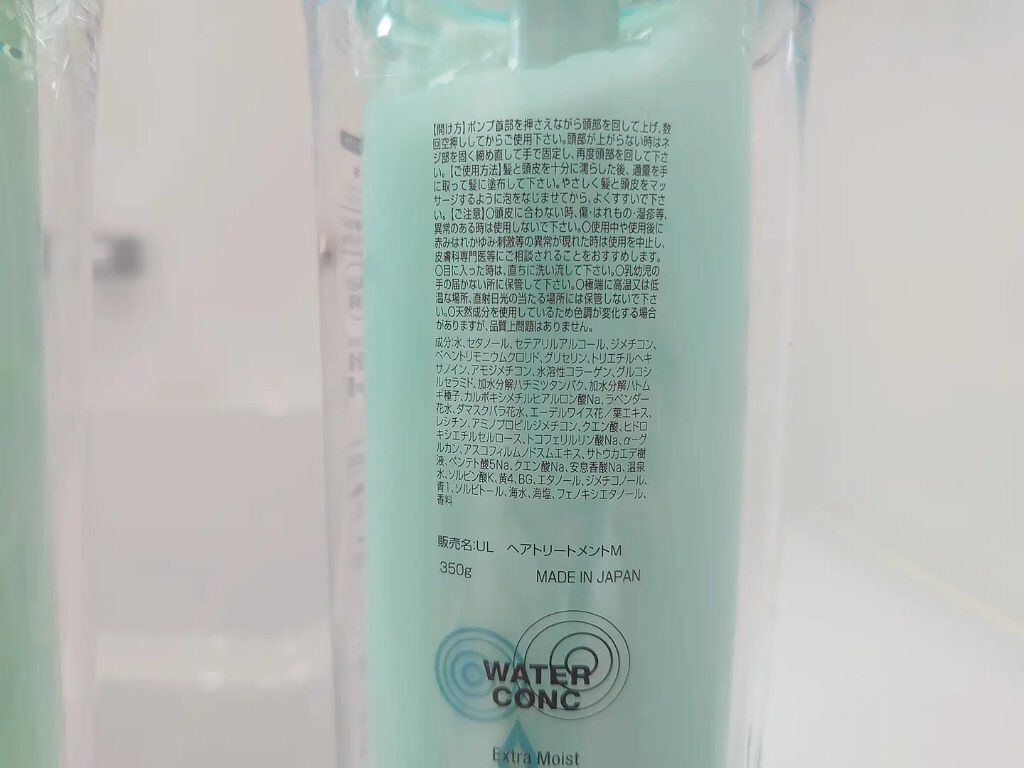 【開け方】ポンプ首部を押さえながら頭部を回して上げ、数
回空押ししてからご使用下さい。頭部が上がらない時はネ
ジ部を固く締め直して手で固定し、再度頭部を回して下さ
い。【ご使用方法】髪と頭皮を十分に濡らした後、適量を手
に取って髪に塗布して下さい。やさしく髪と頭皮をマッ
サージするように泡をなじませてから、よくすすいで下さ
い。【ご注意】○頭皮に合わない時、傷・はれもの・湿疹等、
異常のある時は使用しないで下さい。○使用中や使用後に
赤みはれかゆみ・刺激等の異常が現れた時は使用を中止し、
皮膚科専門医等にご相談されることをおすすめします。
○目に入った時は、直ちに洗い流して下さい。○乳幼児の
手の届かない所に保管して下さい。○極端に高温又は低
温な場所、直射日光の当たる場所には保管しないで下さ
い。○天然成分を使用しているため色調が変化する場合
がありますが、品質上問題はありません。
成分:水、セタノール、セテアリルアルコール、ジメチコン、
ベヘントリモニウムクロリド、グリセリン、トリエチルヘキ
サノイン、アモジメチコン、水溶性コラーゲン、グルコシ
ルセラミド、加水分解ハチミツタンパク、加水分解ハトム
ギ種子、カルボキシメチルヒアルロン酸Na、ラベンダー
花水、ダマスクバラ花水、エーデルワイス花/葉エキス、
レシチン、アミノプロピルジメチコン、クエン酸、ヒドロ
キシエチルセルロース、トコフェリルリン酸Na、α-グ
ルカン、アスコフィルムノドスムエキス、サトウカエデ樹
液、ペンテト酸5Na、クエン酸Na、安息香酸Na、温泉
水、ソルビン酸K、黄4、BG、エタノール、ジメチコノール、
青1、ソルビトール、海水、海塩、フェノキシエタノール、
香料
販売名:UL ヘアトリートメントM
350g MADE IN JAPAN
WATER
CONC
Extra Moist